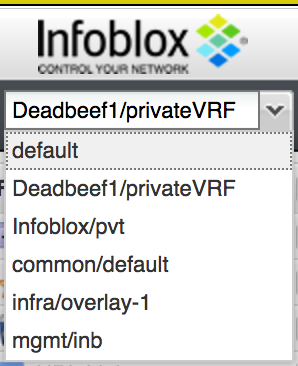 Infoblox
CONTROL YOUR NETWORK
Deadbeef1/privateVRF
default
Deadbeef1/privateVRF
Infoblox/pvt
common/default
infra/overlay-1
mgmt/inb